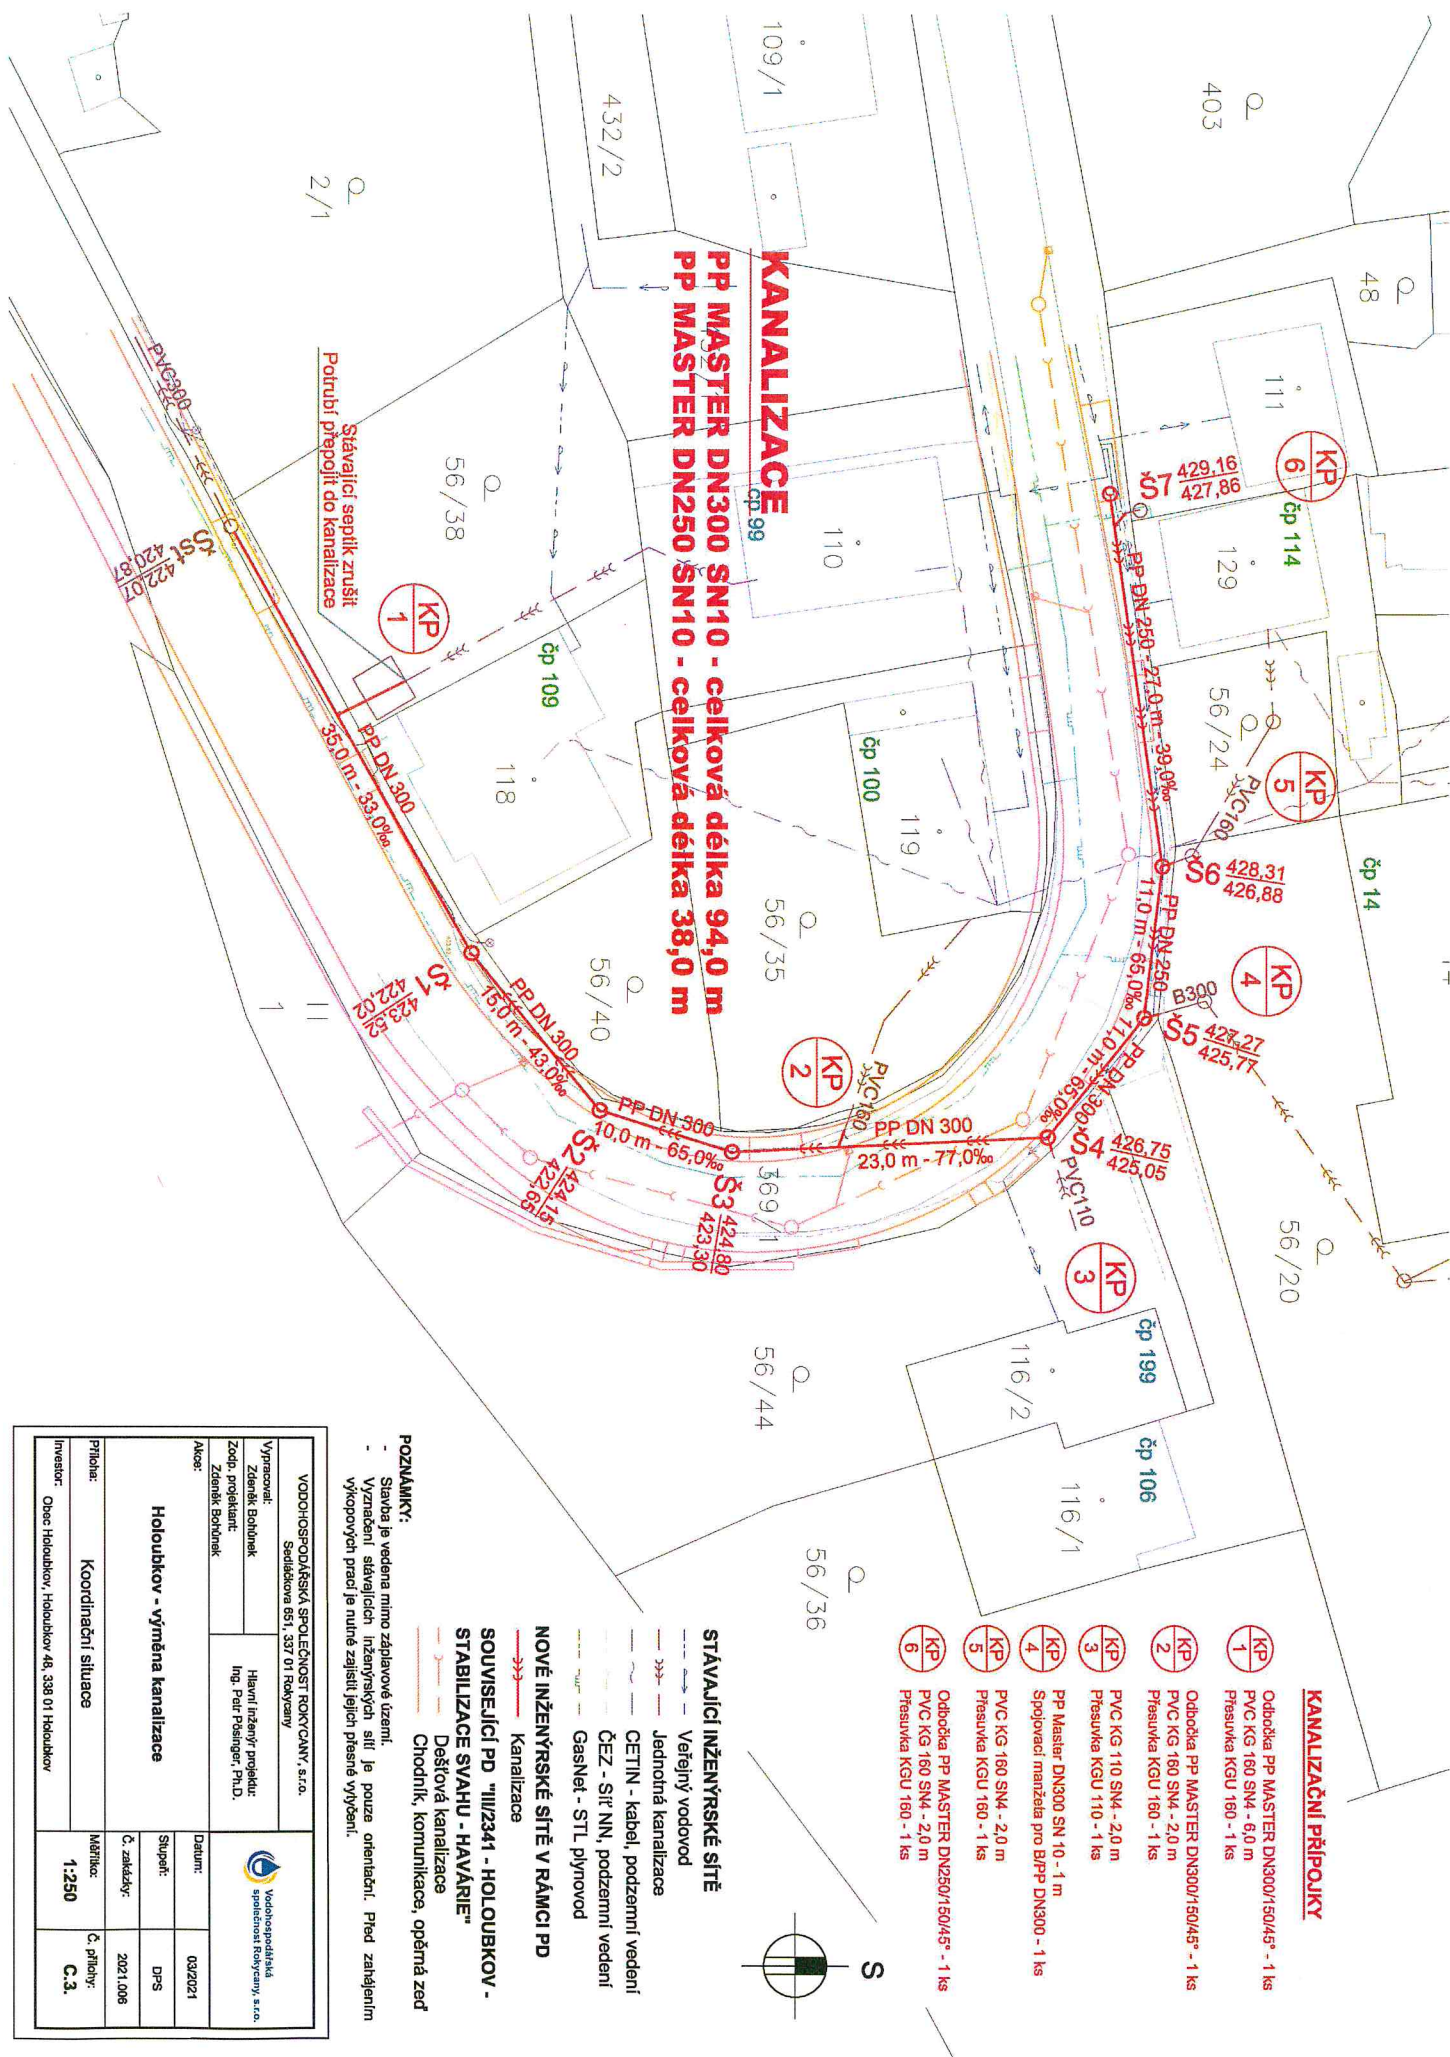 KANALIZACE
PP MASTER DN300 SN10 - celková délka 94,0 m
PP MASTER DN250 SN10 - celková délka 38,0 m
403
48
109/1
432/2
2/1
111
KP
6
čp 114
Š7 429,16
427,86
129
PP DN 250 - 27,0 m - 39,0‰
čp 99
110
56/38
PVC300
Stávající septik zrušit
Potrubí přepojit do kanalizace
KP
1
Šst 422,07
420,87
čp 109
118
PP DN 300
35,0 m - 33,0‰
56/24
PVC160
KP
5
čp 14
Š6 428,31
426,88
čp 100
119
56/35
56/40
PP DN 250
11,0 m - 65,0‰
B300
KP
4
Š5 427,27
425,77
PP DN 300
11,0 m - 65,0‰
Š4 426,75
425,05
PVC110
KP
3
KP
2
PVC160
PP DN 300
23,0 m - 77,0‰
Š1 423,52
422,02
PP DN 300
15,0 m - 43,0‰
Š2 424,15
422,65
PP DN 300
10,0 m - 65,0‰
Š3 424,80
423,30
369/1
1
56/20
čp 199
116/2
čp 106
116/1
56/44
56/36
KANALIZAČNÍ PŘÍPOJKY
KP
1
Odbočka PP MASTER DN300/150/45° - 1 ks
PVC KG 160 SN4 - 6,0 m
Přesuvka KGU 160 - 1 ks
KP
2
Odbočka PP MASTER DN300/150/45° - 1 ks
PVC KG 160 SN4 - 2,0 m
Přesuvka KGU 160 - 1 ks
KP
3
PVC KG 110 SN4 - 2,0 m
Přesuvka KGU 110 - 1 ks
KP
4
PP Master DN300 SN 10 - 1 m
Spojovací manžeta pro B/PP DN300 - 1 ks
KP
5
PVC KG 160 SN4 - 2,0 m
Přesuvka KGU 160 - 1 ks
KP
6
Odbočka PP MASTER DN250/150/45° - 1 ks
PVC KG 160 SN4 - 2,0 m
Přesuvka KGU 160 - 1 ks
S
STÁVAJÍCÍ INŽENÝRSKÉ SÍTĚ
Veřejný vodovod
Jednotná kanalizace
CETIN - kabel, podzemní vedení
ČEZ - SíŤ NN, podzemní vedení
GasNet - STL plynovod
NOVÉ INŽENÝRSKÉ SÍTĚ V RÁMCI PD
Kanalizace
SOUVISEJÍCÍ PD "III/2341 - HOLOUBKOV -
STABILIZACE SVAHU - HAVÁRIE"
Dešťová kanalizace
Chodník, komunikace, opěrná zeď
POZNÁMKY:
- Stavba je vedena mimo záplavové území.
- Vyznačení stávajících inženýrských sítí je pouze orientační. Před zahájením
výkopových prací je nutné zajistit jejich přesné vytyčení.
VODOHOSPODÁŘSKÁ SPOLEČNOST ROKYCANY, s.r.o.
Sedláčkova 651, 337 01 Rokycany
Vodohospodářská
společnost Rokycany, s.r.o.
Vypracoval:
Zdeněk Bohůnek
Hlavní inženýr projektu:
Ing. Petr Pösinger, Ph.D.
Zodp. projektant:
Zdeněk Bohůnek
Akce:
Holoubkov - výměna kanalizace
Datum: 03/2021
Stupeň: DPS
Č. zakázky: 2021.006
Příloha:
Koordinační situace
Měřítko:
1:250
Č. přílohy:
C.3.
Investor:
Obec Holoubkov, Holoubkov 48, 338 01 Holoubkov